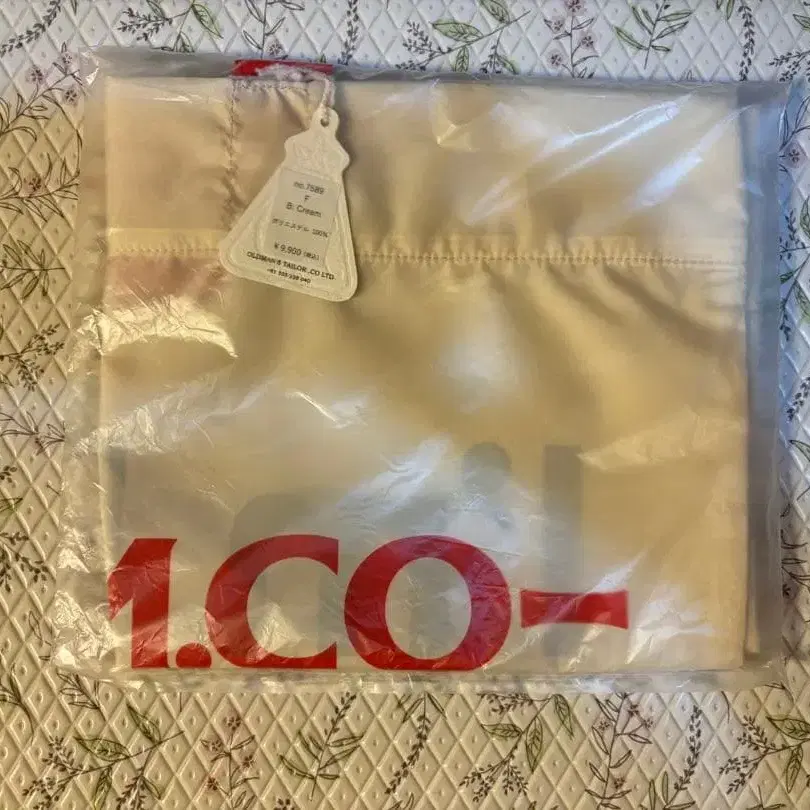 no.7589
F
B: Cream
ポリエステル 100%
¥9,900 (税込)
OLDMAN'S TAILOR.,CO LTD
1.CO-